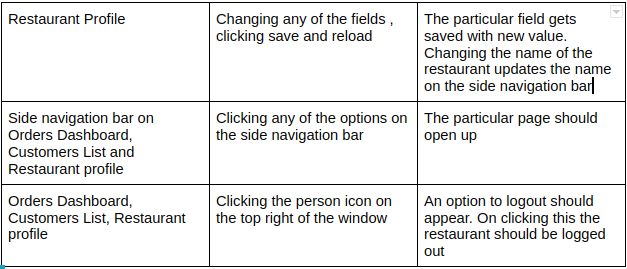 Restaurant Profile
Changing any of the fields ,
clicking save and reload
The particular field gets
saved with new value.
Changing the name of the
restaurant updates the name
on the side navigation bar
Side navigation bar on
Orders Dashboard,
Customers List and
Restaurant profile
Clicking any of the options on
the side navigation bar
The particular page should
open up
Orders Dashboard,
Customers List, Restaurant
profile
Clicking the person icon on
the top right of the window
An option to logout should
appear. On clicking this the
restaurant should be logged
out